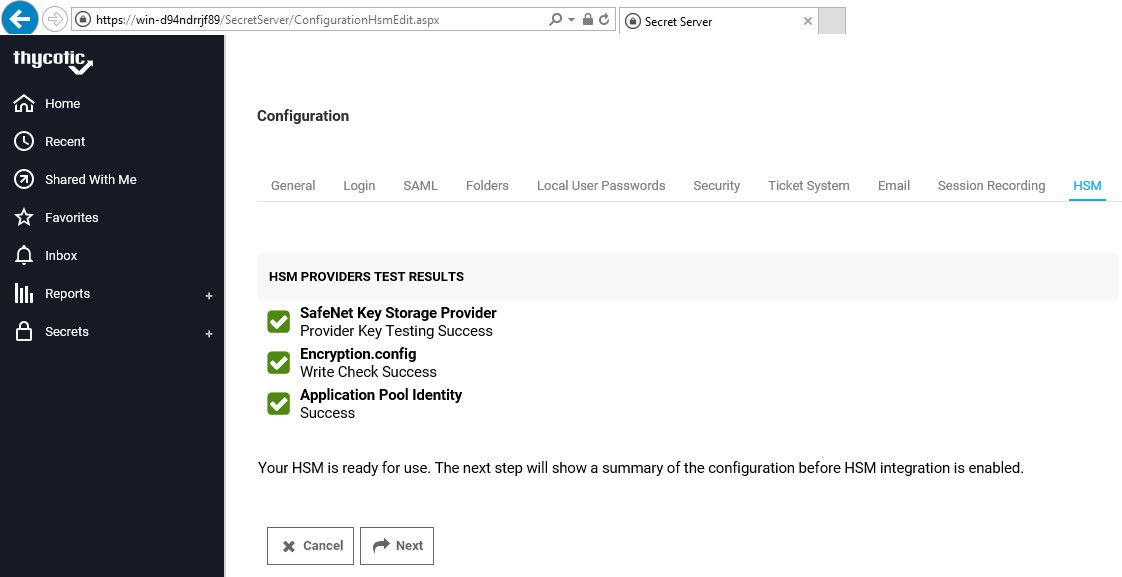 https://win-d94ndrrjf89/SecretServer/ConfigurationHsmEdit.aspx
Secret Server
thycotic
Home
Recent
Shared With Me
Favorites
Inbox
Reports +
Secrets +
Configuration
General Login SAML Folders Local User Passwords Security Ticket System Email Session Recording HSM
HSM PROVIDERS TEST RESULTS
SafeNet Key Storage Provider
Provider Key Testing Success
Encryption.config
Write Check Success
Application Pool Identity
Success
Your HSM is ready for use. The next step will show a summary of the configuration before HSM integration is enabled.
Cancel Next